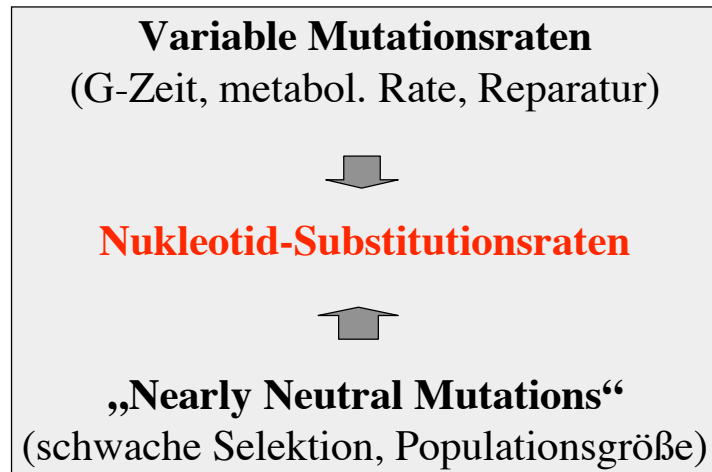 Variable Mutationsraten
(G-Zeit, metabol. Rate, Reparatur)
Nukleotid-Substitutionsraten
„Nearly Neutral Mutations“
(schwache Selektion, Populationsgröße)